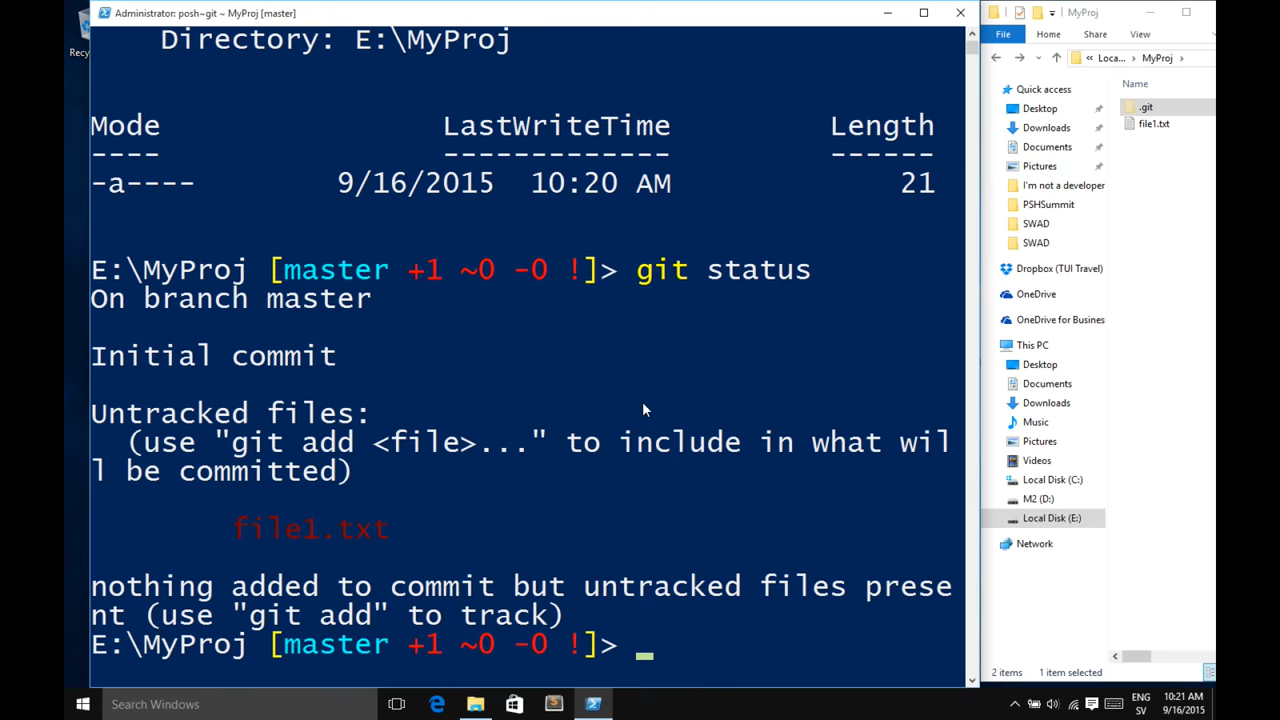 Administrator: posh~git ~ MyProj [master]
Directory: E:\MyProj
Mode LastWriteTime Length
---- ------------- ------
-a---- 9/16/2015 10:20 AM 21
E:\MyProj [master +1 ~0 -0 !]> git status
On branch master
Initial commit
Untracked files:
(use "git add <file>..." to include in what wil
l be committed)
file1.txt
nothing added to commit but untracked files prese
nt (use "git add" to track)
E:\MyProj [master +1 ~0 -0 !]>
MyProj
File Home Share View
« Loca... › MyProj ›
Name
.git
file1.txt
Quick access
Desktop
Downloads
Documents
Pictures
I'm not a developer
PSHSummit
SWAD
SWAD
Dropbox (TUI Travel)
OneDrive
OneDrive for Busines
This PC
Desktop
Documents
Downloads
Music
Pictures
Videos
Local Disk (C:)
M2 (D:)
Local Disk (E:)
Network
2 items 1 item selected
Search Windows
ENG
SV
10:21 AM
9/16/2015